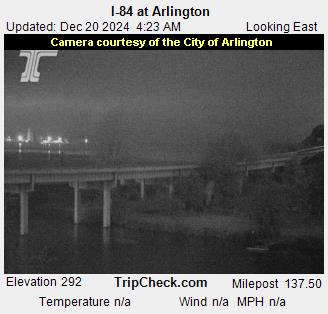 I-84 at Arlington
Updated: Dec 20 2024 4:23 AM Looking East
Camera courtesy of the City of Arlington
Elevation 292 TripCheck.com Milepost 137.50
Temperature n/a Wind n/a MPH n/a